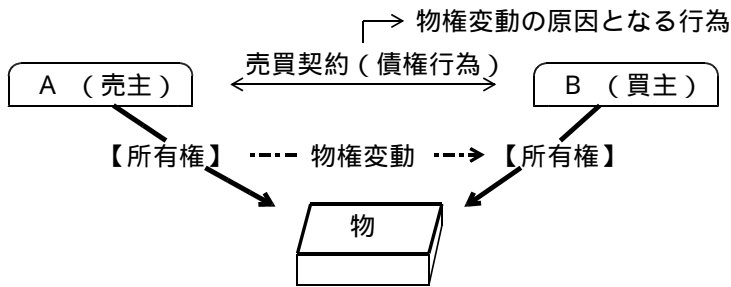 物権変動の原因となる行為
売買契約（債権行為）
A （売主）
B （買主）
【所有権】 物権変動 【所有権】
物